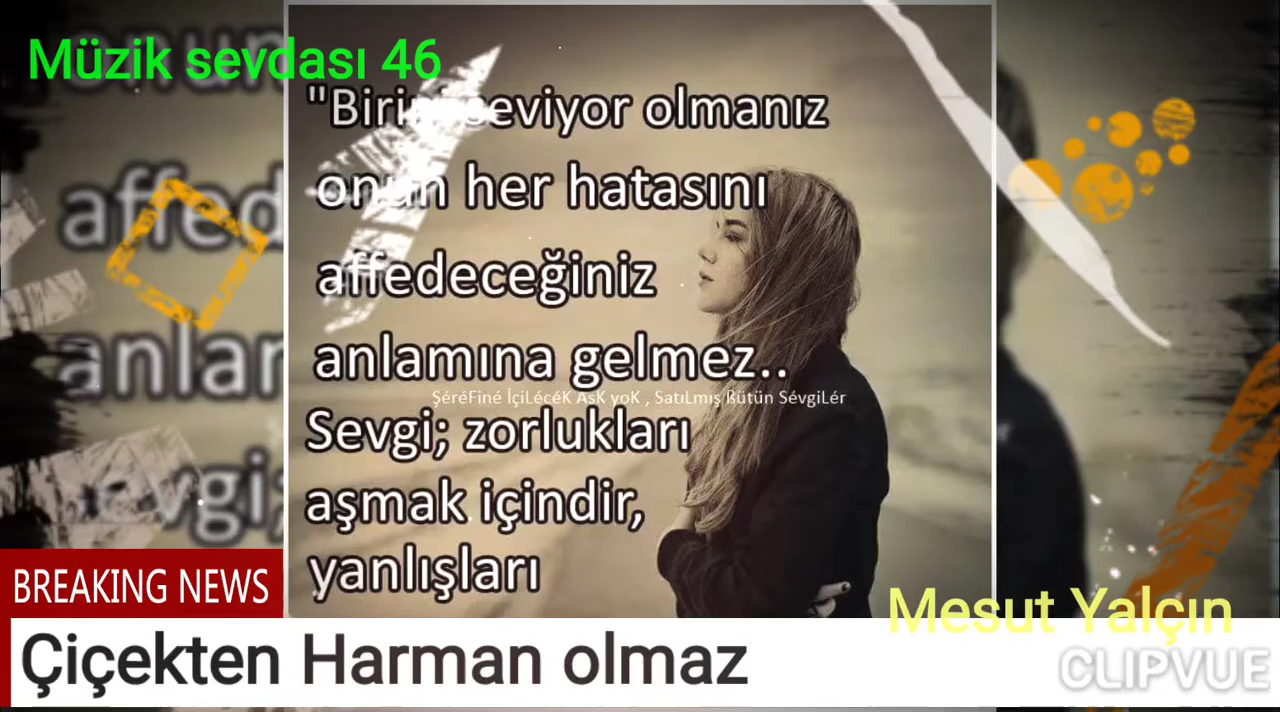 Müzik sevdası 46
"Birini seviyor olmanız
onun her hatasını
affedeceğiniz
anlamına gelmez..
ŞéréFiné İçiLécéK AsK yoK , SatıLmış Bütün SévgiLér
Sevgi; zorlukları
aşmak içindir,
yanlışları
BREAKING NEWS
Mesut Yalçın
Çiçekten Harman olmaz
CLIPVUE